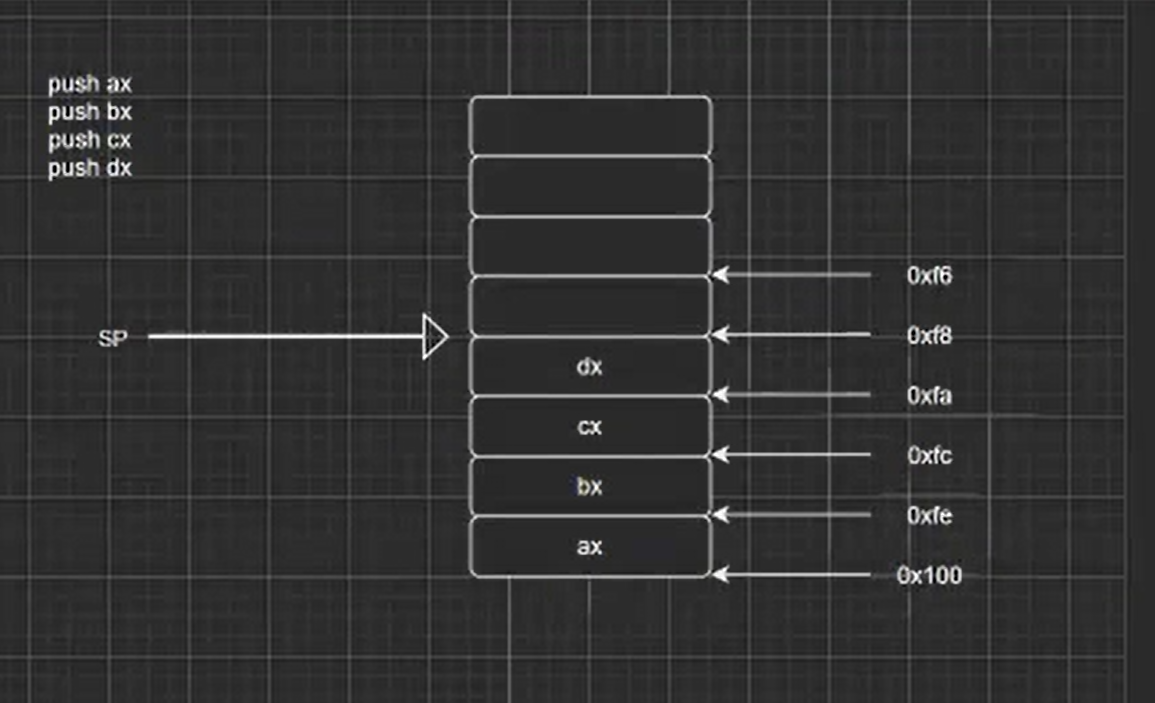 push ax
push bx
push cx
push dx
0xf6
SP
0xf8
dx
0xfa
cx
0xfc
bx
0xfe
ax
0x100